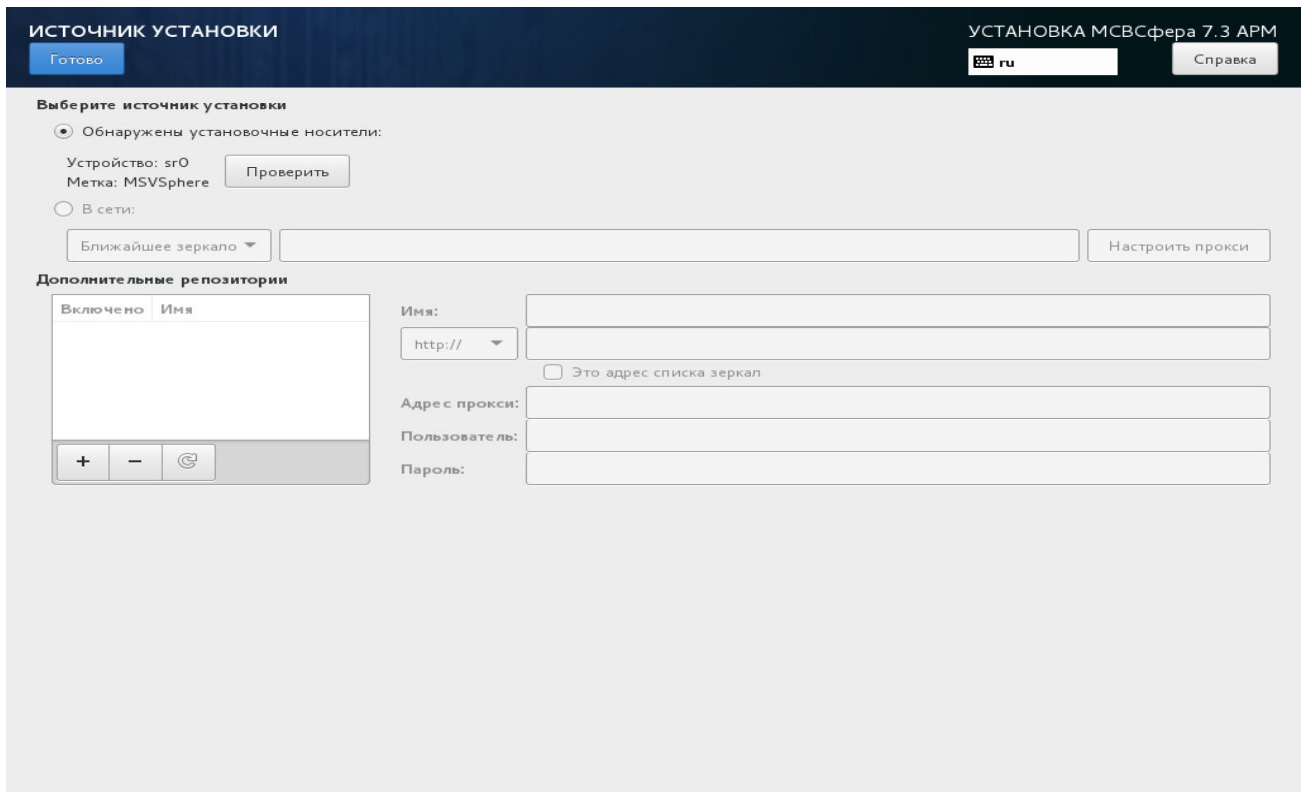 ИСТОЧНИК УСТАНОВКИ
УСТАНОВКА МСВСфера 7.3 АРМ
Готово
ru
Справка
Выберите источник установки
Обнаружены установочные носители:
Устройство: sr0
Метка: MSVSphere
Проверить
В сети:
Ближайшее зеркало
Настроить прокси
Дополнительные репозитории
Включено Имя
Имя:
http://
Это адрес списка зеркал
Адрес прокси:
Пользователь:
Пароль: